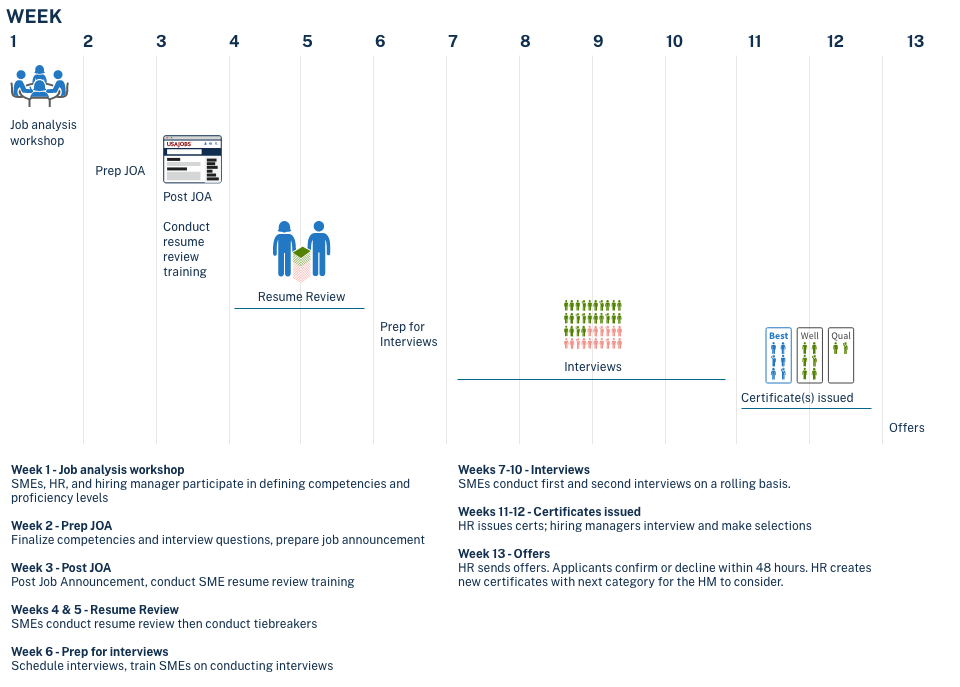 WEEK
1 2 3 4 5 6 7 8 9 10 11 12 13
Job analysis
workshop
Prep JOA
USAJOBS
Post JOA
Conduct
resume
review
training
Resume Review
Prep for
Interviews
Interviews
Best Well Qual
Certificate(s) issued
Offers
Week 1 - Job analysis workshop
SMEs, HR, and hiring manager participate in defining competencies and
proficiency levels
Week 2 - Prep JOA
Finalize competencies and interview questions, prepare job announcement
Week 3 - Post JOA
Post Job Announcement, conduct SME resume review training
Weeks 4 & 5 - Resume Review
SMEs conduct resume review then conduct tiebreakers
Week 6 - Prep for interviews
Schedule interviews, train SMEs on conducting interviews
Weeks 7-10 - Interviews
SMEs conduct first and second interviews on a rolling basis.
Weeks 11-12 - Certificates issued
HR issues certs; hiring managers interview and make selections
Week 13 - Offers
HR sends offers. Applicants confirm or decline within 48 hours. HR creates
new certificates with next category for the HM to consider.